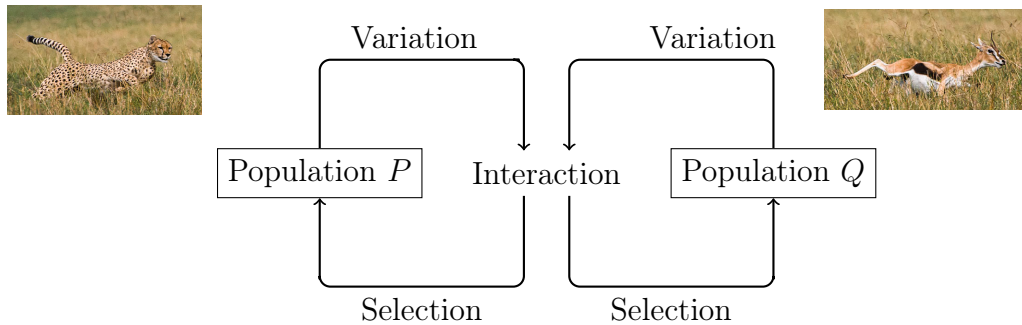 Variation
Variation
Population P
Interaction
Population Q
Selection
Selection